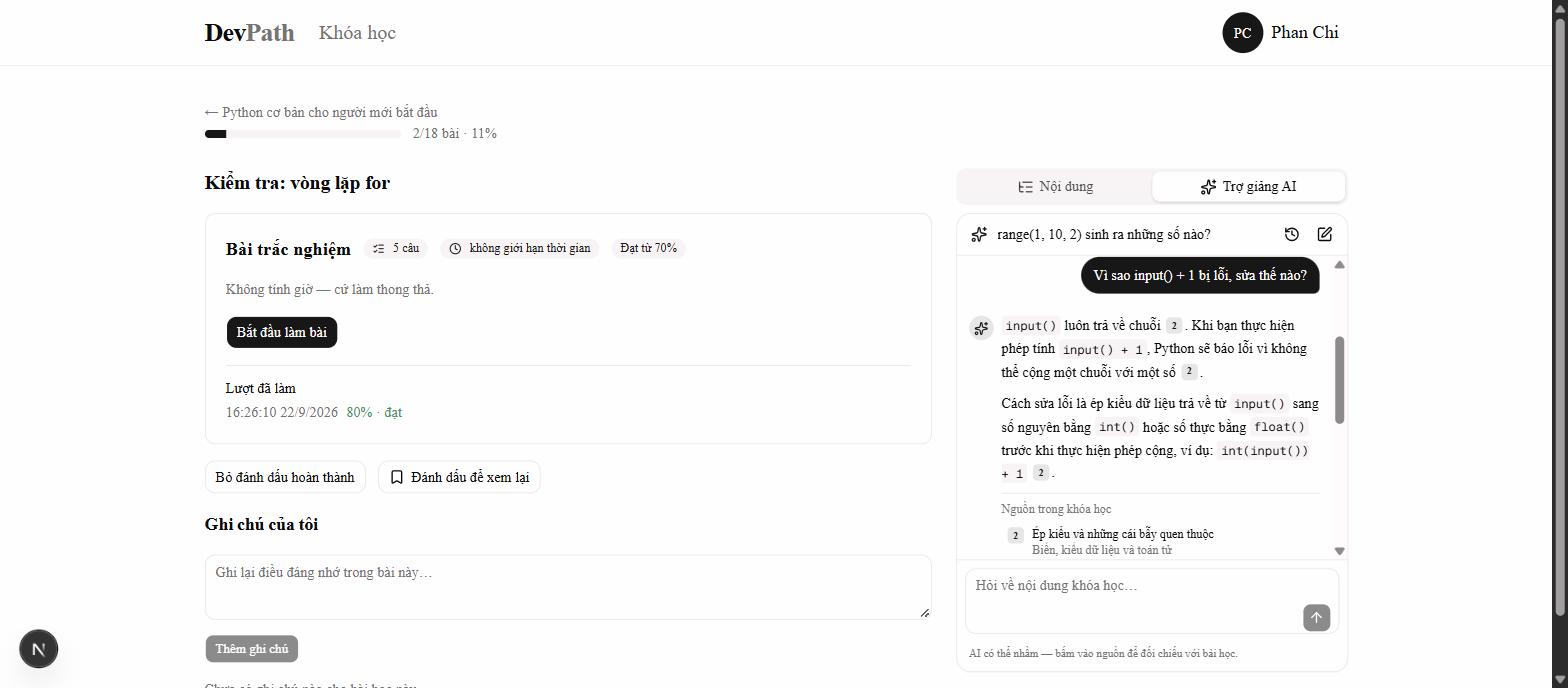 DevPath Khóa học
PC Phan Chi
← Python cơ bản cho người mới bắt đầu
2/18 bài · 11%
Kiểm tra: vòng lặp for
Bài trắc nghiệm 5 câu không giới hạn thời gian Đạt từ 70%
Không tính giờ — cứ làm thong thả.
Bắt đầu làm bài
Lượt đã làm
16:26:10 22/9/2026 80% · đạt
Bỏ đánh dấu hoàn thành Đánh dấu để xem lại
Ghi chú của tôi
Ghi lại điều đáng nhớ trong bài này…
Thêm ghi chú
Chưa có ghi chú nào cho bài học này
N
Nội dung Trợ giảng AI
range(1, 10, 2) sinh ra những số nào?
Vì sao input() + 1 bị lỗi, sửa thế nào?
input() luôn trả về chuỗi 2 . Khi bạn thực hiện
phép tính input() + 1 , Python sẽ báo lỗi vì không
thể cộng một chuỗi với một số 2 .
Cách sửa lỗi là ép kiểu dữ liệu trả về từ input() sang
số nguyên bằng int() hoặc số thực bằng float()
trước khi thực hiện phép cộng, ví dụ: int(input())
+ 1 2 .
Nguồn trong khóa học
2 Ép kiểu và những cái bẫy quen thuộc
Biến, kiểu dữ liệu và toán tử
Hỏi về nội dung khóa học…
AI có thể nhầm — bấm vào nguồn để đối chiếu với bài học.